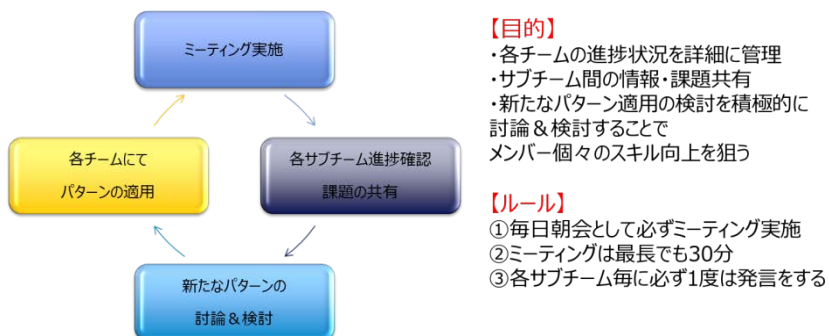 ミーティング実施
各サブチーム進捗確認
課題の共有
新たなパターンの
討論&検討
各チームにて
パターンの適用
【目的】
・各チームの進捗状況を詳細に管理
・サブチーム間の情報・課題共有
・新たなパターン適用の検討を積極的に
討論&検討することで
メンバー個々のスキル向上を狙う
【ルール】
①毎日朝会として必ずミーティング実施
②ミーティングは最長でも30分
③各サブチーム毎に必ず1度は発言をする